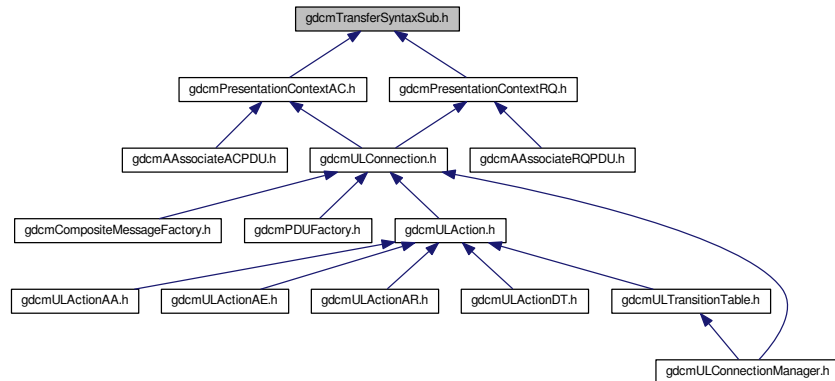 gdcmTransferSyntaxSub.h
gdcmPresentationContextAC.h
gdcmPresentationContextRQ.h
gdcmAAssociateACPDU.h
gdcmULConnection.h
gdcmAAssociateRQPDU.h
gdcmCompositeMessageFactory.h
gdcmPDUFactory.h
gdcmULAction.h
gdcmULActionAA.h
gdcmULActionAE.h
gdcmULActionAR.h
gdcmULActionDT.h
gdcmULTransitionTable.h
gdcmULConnectionManager.h